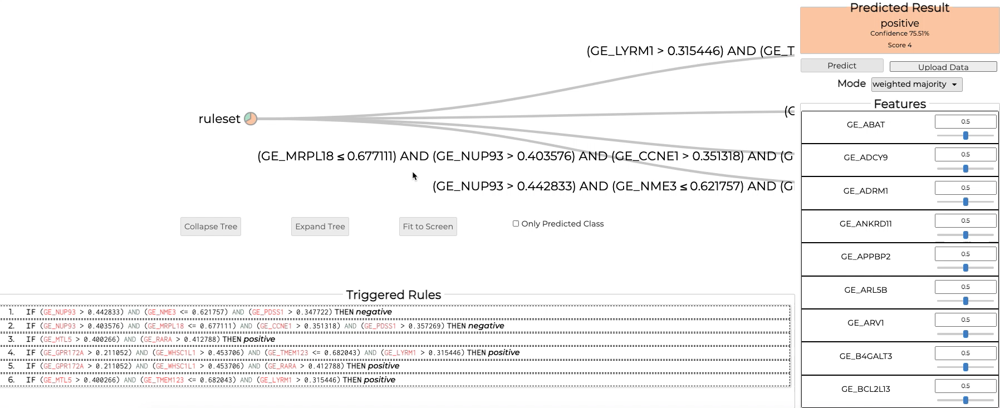 Predicted Result
positive
Confidence 75.51%
Score 4
Predict
Upload Data
Mode weighted majority
Features
GE_ABAT 0.5
GE_ADCY9 0.5
GE_ADRM1 0.5
GE_ANKRD11 0.5
GE_APPBP2 0.5
GE_ARL5B 0.5
GE_ARV1 0.5
GE_B4GALT3 0.5
GE_BCL2L13 0.5
(GE_LYRM1 > 0.315446) AND (GE_T
ruleset
(G
(GE_MRPL18 ≤ 0.677111) AND (GE_NUP93 > 0.403576) AND (GE_CCNE1 > 0.351318) AND (G
(GE_NUP93 > 0.442833) AND (GE_NME3 ≤ 0.621757) AND (G
Collapse Tree
Expand Tree
Fit to Screen
Only Predicted Class
Triggered Rules
1. IF (GE_NUP93 > 0.442833) AND (GE_NME3 <= 0.621757) AND (GE_PDSS1 > 0.347722) THEN negative
2. IF (GE_NUP93 > 0.403576) AND (GE_MRPL18 <= 0.677111) AND (GE_CCNE1 > 0.351318) AND (GE_PDSS1 > 0.357269) THEN negative
3. IF (GE_MTL5 > 0.400266) AND (GE_RARA > 0.412788) THEN positive
4. IF (GE_GPR172A > 0.211052) AND (GE_WHSC1L1 > 0.453706) AND (GE_TMEM123 <= 0.682043) AND (GE_LYRM1 > 0.315446) THEN positive
5. IF (GE_GPR172A > 0.211052) AND (GE_WHSC1L1 > 0.453706) AND (GE_RARA > 0.412788) THEN positive
6. IF (GE_MTL5 > 0.400266) AND (GE_TMEM123 <= 0.682043) AND (GE_LYRM1 > 0.315446) THEN positive